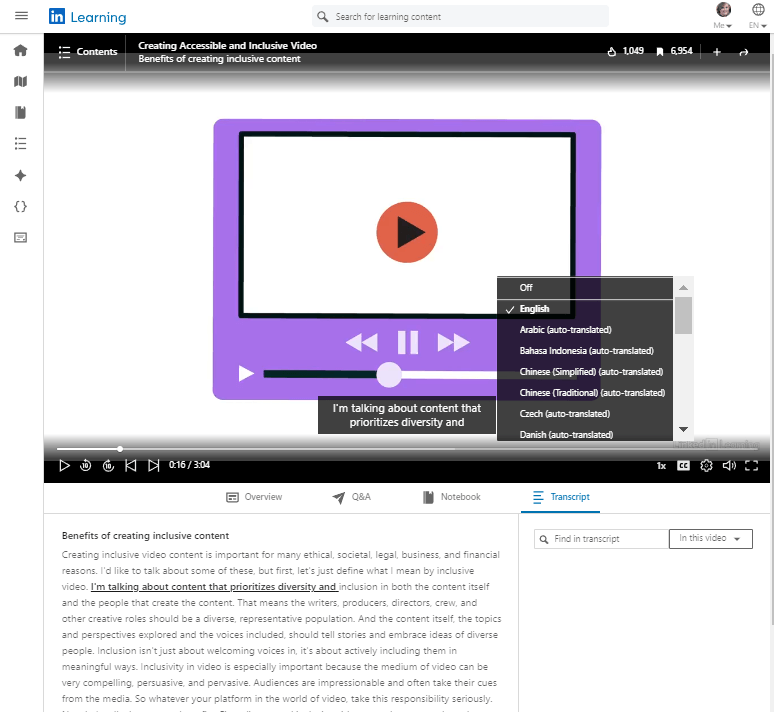 in Learning
Search for learning content
Me
EN
Contents
Creating Accessible and Inclusive Video
Benefits of creating inclusive content
1,049
6,954
Off
English
Arabic (auto-translated)
Bahasa Indonesia (auto-translated)
Chinese (Simplified) (auto-translated)
Chinese (Traditional) (auto-translated)
Czech (auto-translated)
Danish (auto-translated)
I'm talking about content that
prioritizes diversity and
10
10
0:16 / 3:04
1x
CC
Overview
Q&A
Notebook
Transcript
Benefits of creating inclusive content
Creating inclusive video content is important for many ethical, societal, legal, business, and financial
reasons. I'd like to talk about some of these, but first, let's just define what I mean by inclusive
video. I'm talking about content that prioritizes diversity and inclusion in both the content itself
and the people that create the content. That means the writers, producers, directors, crew, and
other creative roles should be a diverse, representative population. And the content itself, the topics
and perspectives explored and the voices included, should tell stories and embrace ideas of diverse
people. Inclusion isn't just about welcoming voices in, it's about actively including them in
meaningful ways. Inclusivity in video is especially important because the medium of video can be
very compelling, persuasive, and pervasive. Audiences are impressionable and often take their cues
from the media. So whatever your platform in the world of video, take this responsibility seriously.
Find in transcript
In this video